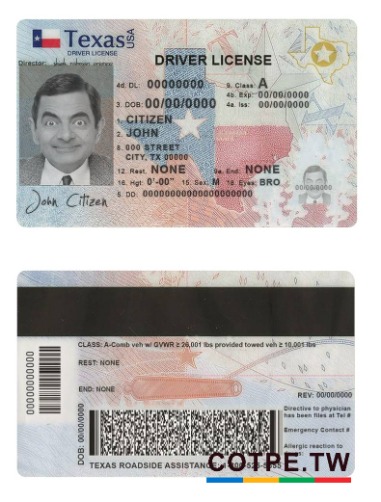 Texas USA
DRIVER LICENSE
DRIVER LICENSE
Director:
4d. DL: 00000000 9. Class: A
4b. Exp: 00/00/0000
3. DOB: 00/00/0000 4a. Iss: 00/00/0000
1. CITIZEN
2. JOHN
8. 000 STREET
CITY, TX 00000
12. Rest. NONE 9a. End: NONE
16. Hgt: 0'-00" 15. Sex: M 18. Eyes: BRO
5. DD: 00000000000000000000
John Citizen
00/00/0000
CLASS: A-Comb veh w/ GVWR ≥ 26,001 lbs provided towed veh ≥ 10,001 lbs
REST: NONE
00000000000
END: NONE
REV: 00/00/0000
DOB: 00/00/0000
Directive to physician
has been files at Tel #
Emergency Contact #
Allergic reaction to
TEXAS ROADSIDE ASSISTANCE
COTPE.TW